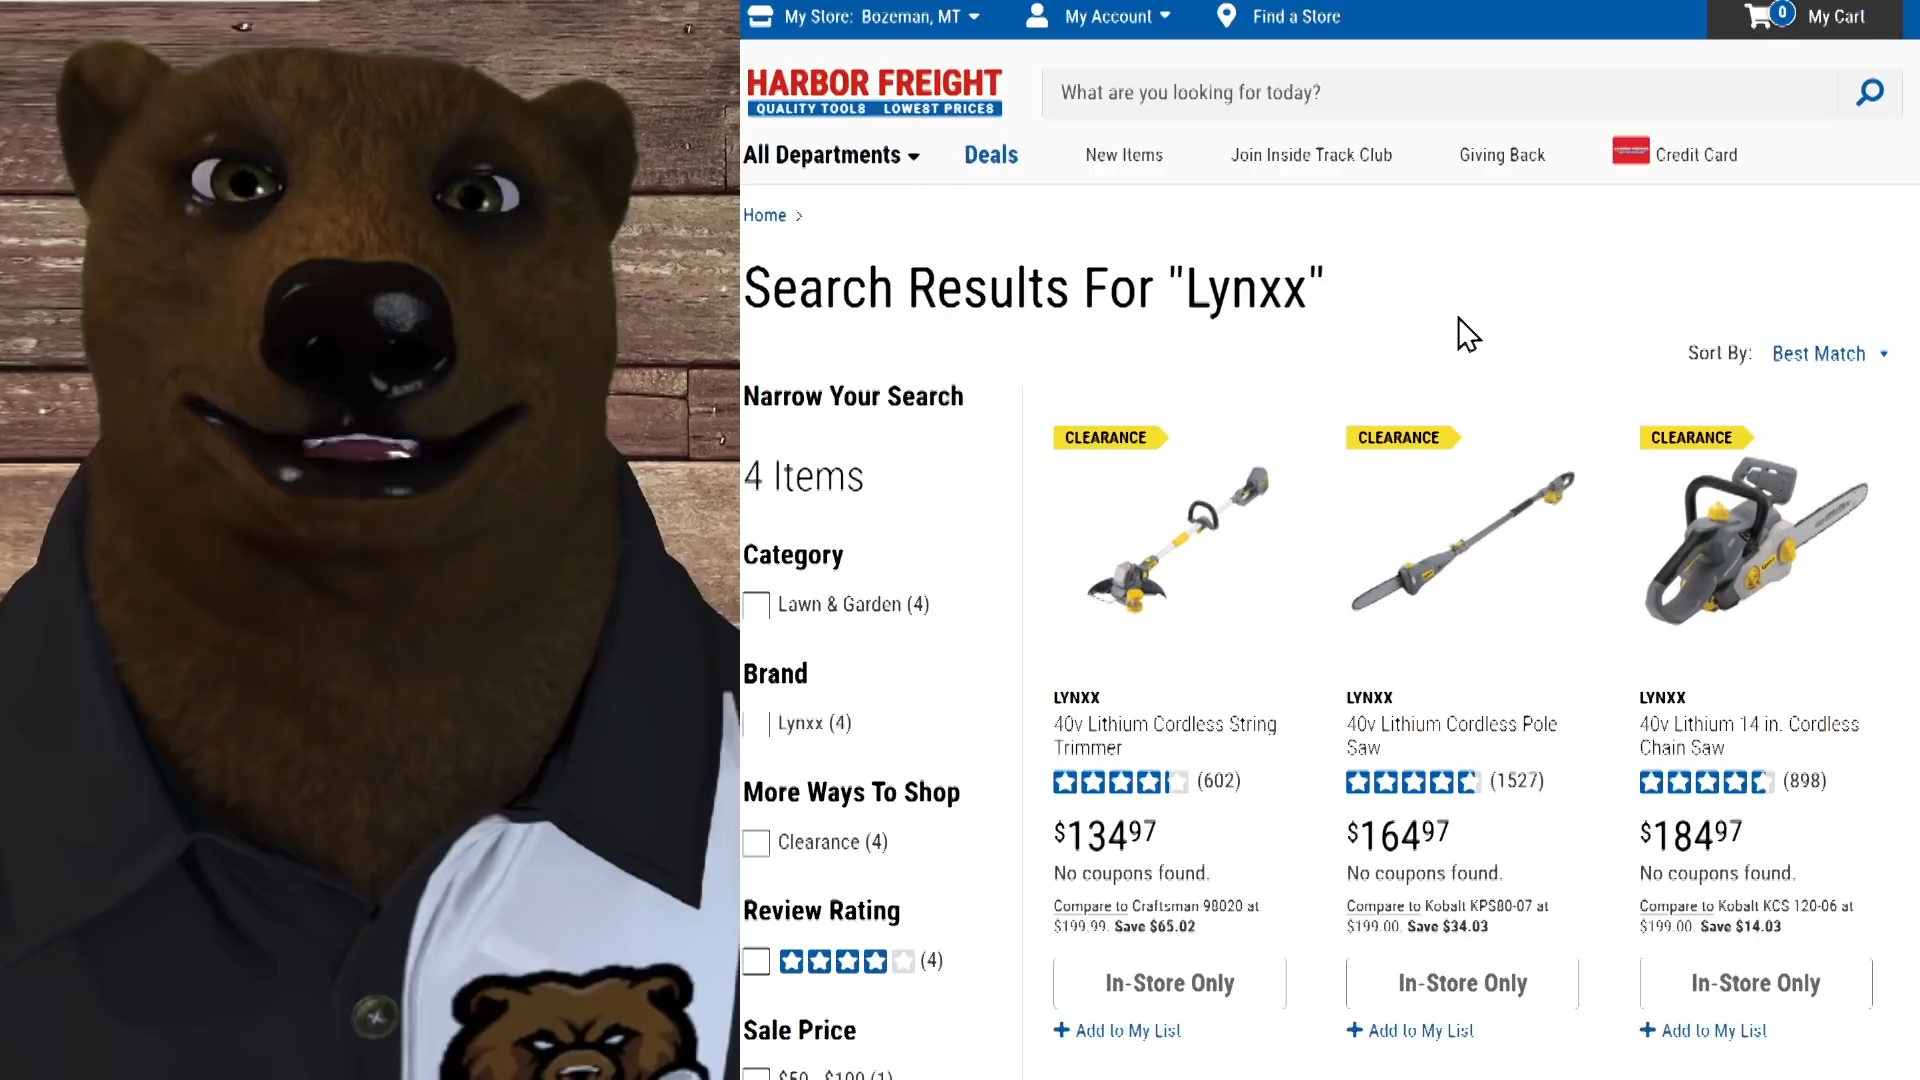 My Store: Bozeman, MT
My Account
Find a Store
0
My Cart
HARBOR FREIGHT
QUALITY TOOLS LOWEST PRICES
What are you looking for today?
All Departments
Deals
New Items
Join Inside Track Club
Giving Back
Credit Card
Home >
Search Results For "Lynxx"
Sort By: Best Match
Narrow Your Search
4 Items
Category
Lawn & Garden (4)
Brand
Lynxx (4)
More Ways To Shop
Clearance (4)
Review Rating
(4)
Sale Price
$50 - $100 (1)
CLEARANCE
LYNXX
40v Lithium Cordless String
Trimmer
(602)
$13497
No coupons found.
Compare to Craftsman 98020 at
$199.99. Save $65.02
In-Store Only
+ Add to My List
CLEARANCE
LYNXX
40v Lithium Cordless Pole
Saw
(1527)
$16497
No coupons found.
Compare to Kobalt KPS80-07 at
$199.00. Save $34.03
In-Store Only
+ Add to My List
CLEARANCE
LYNXX
40v Lithium 14 in. Cordless
Chain Saw
(898)
$18497
No coupons found.
Compare to Kobalt KCS 120-06 at
$199.00. Save $14.03
In-Store Only
+ Add to My List